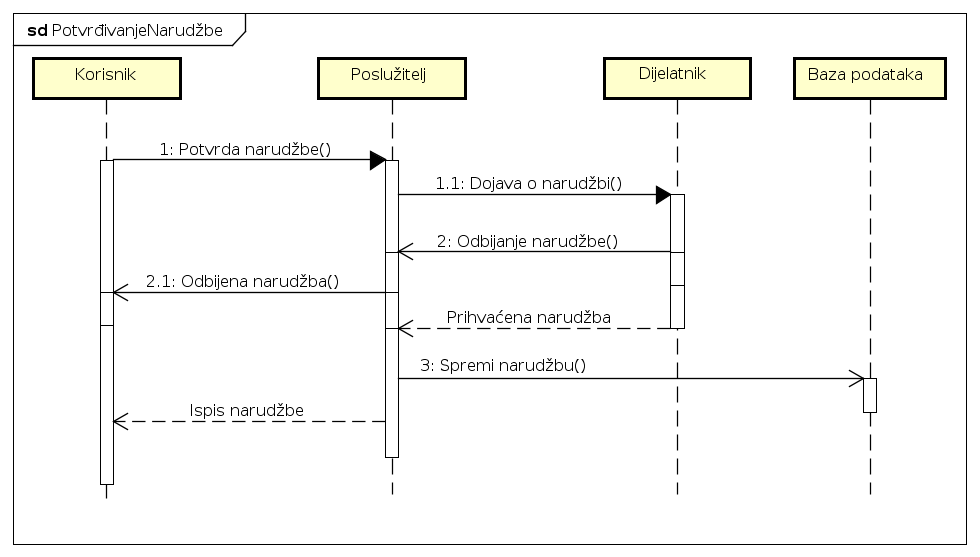 sd PotvrđivanjeNarudžbe
Korisnik
Poslužitelj
Dijelatnik
Baza podataka
1: Potvrda narudžbe()
1.1: Dojava o narudžbi()
2: Odbijanje narudžbe()
2.1: Odbijena narudžba()
Prihvaćena narudžba
3: Spremi narudžbu()
Ispis narudžbe